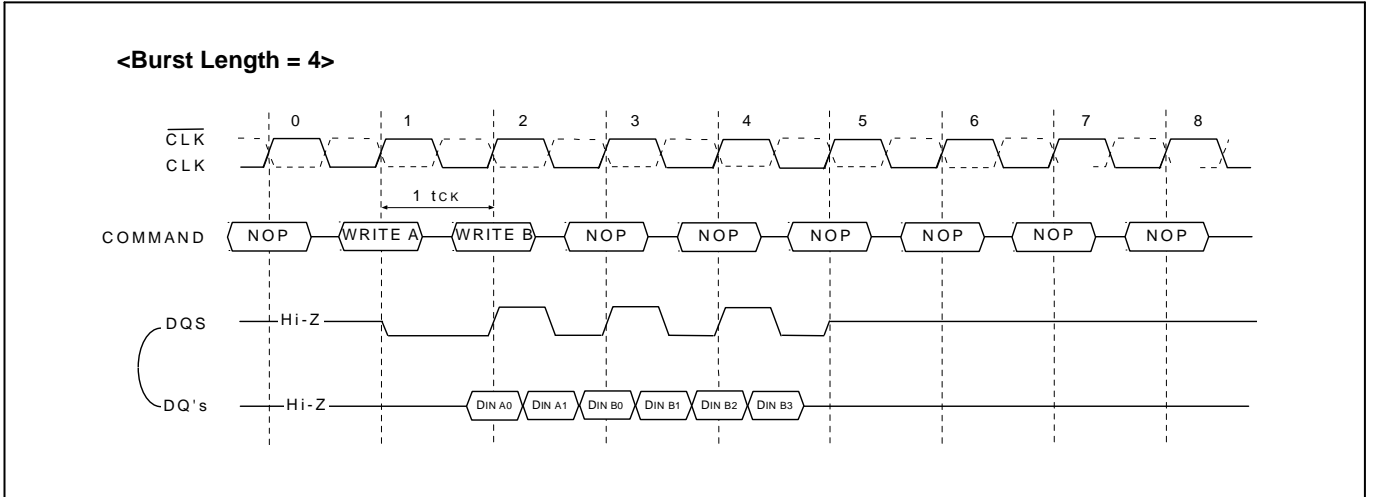 <Burst Length = 4>
0 1 2 3 4 5 6 7 8
CLK
CLK
1 tCK
COMMAND NOP WRITE A WRITE B NOP NOP NOP NOP NOP NOP
DQS Hi-Z
DQ's Hi-Z DIN A0 DIN A1 DIN B0 DIN B1 DIN B2 DIN B3